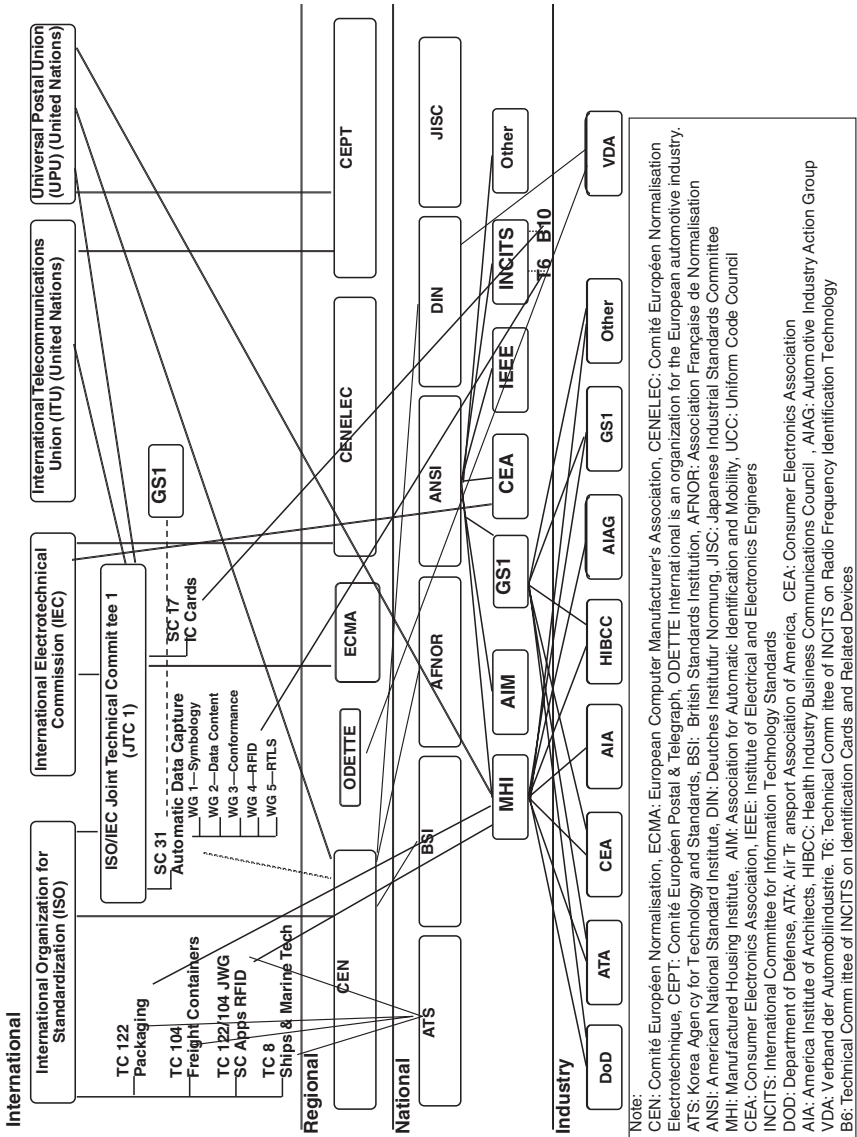 International
International Organization for
Standardization (ISO)
International Electrotechnical
Commission (IEC)
International Telecommunications
Union (ITU) (United Nations)
Universal Postal Union
(UPU) (United Nations)
ISO/IEC Joint Technical Commit tee 1
(JTC 1)
GS1
TC 122
Packaging
TC 104
Freight Containers
TC 122/104 JWG
SC Apps RFID
TC 8
Ships & Marine Tech
SC 31
Automatic Data Capture
WG 1—Symbology
WG 2—Data Content
WG 3—Conformance
WG 4—RFID
WG 5—RTLS
SC 17
IC Cards
Regional
CEN
ODETTE
ECMA
CENELEC
CEPT
National
ATS
BSI
AFNOR
ANSI
DIN
JISC
MHI
AIM
GS1
CEA
IEEE
INCITS
Other
T6 B10
Industry
DoD
ATA
CEA
AIA
HIBCC
AIAG
GS1
Other
VDA
Note:
CEN: Comité Européen Normalisation, ECMA: European Computer Manufacturer's Association, CENELEC: Comité Européen Normalisation
Electrotechnique, CEPT: Comité Européen Postal & Telegraph, ODETTE International is an organization for the European automotive industry.
ATS: Korea Agen cy for Technology and Standards, BSI: British Standards Institution, AFNOR: Association Française de Normalisation
ANSI: American National Standard Institute, DIN: Deutches Institutfur Normung, JISC: Japanese Industrial Standards Committee
MHI: Manufactured Housing Institute, AIM: Association for Automatic Identification and Mobility, UCC: Uniform Code Council
CEA: Consumer Electronics Association, IEEE: Institute of Electrical and Electronics Engineers
INCITS: International Committee for Information Technology Standards
DOD: Department of Defense, ATA: Air Tr ansport Association of America, CEA: Consumer Electronics Association
AIA: America Institute of Architects, HIBCC: Health Industry Business Communications Council , AIAG: Automotive Industry Action Group
VDA: Verband der Automobilindustrie, T6: Technical Comm ittee of INCITS on Radio Frequency Identification Technology
B6: Technical Comm ittee of INCITS on Identification Cards and Related Devices